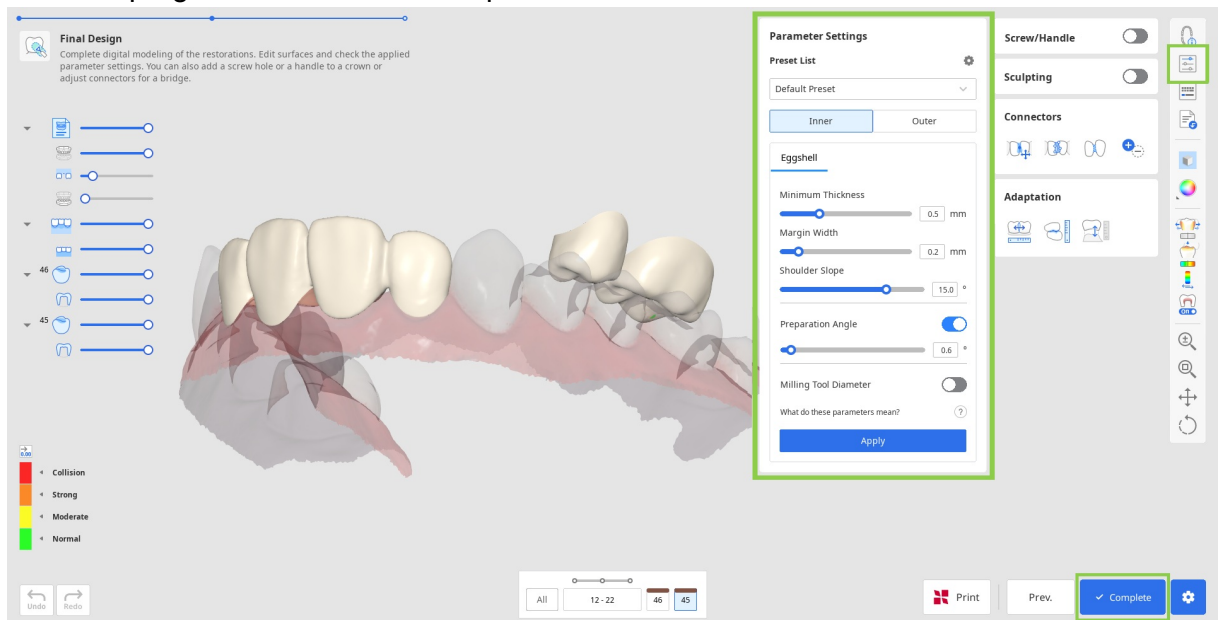 Final Design
Complete digital modeling of the restorations. Edit surfaces and check the applied
parameter settings. You can also add a screw hole or a handle to a crown or
adjust connectors for a bridge.
46
45
0.00
Collision
Strong
Moderate
Normal
Undo
Redo
Parameter Settings
Preset List
Default Preset
Inner
Outer
Eggshell
Minimum Thickness
0.5 mm
Margin Width
0.2 mm
Shoulder Slope
15.0 °
Preparation Angle
0.6 °
Milling Tool Diameter
What do these parameters mean? ?
Apply
Screw/Handle
Sculpting
Connectors
Adaptation
ON
All
12 - 22
46
45
Print
Prev.
Complete